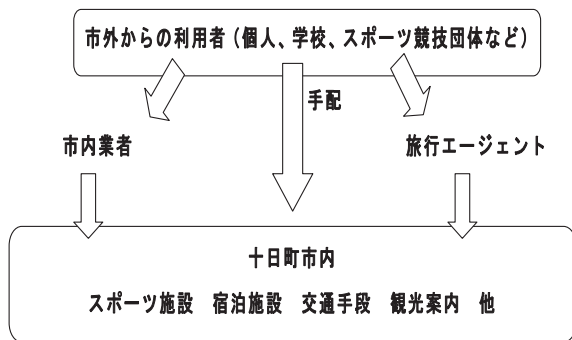 市外からの利用者（個人、学校、スポーツ競技団体など）
手配
市内業者
旅行エージェント
十日町市内
スポーツ施設　宿泊施設　交通手段　観光案内　他